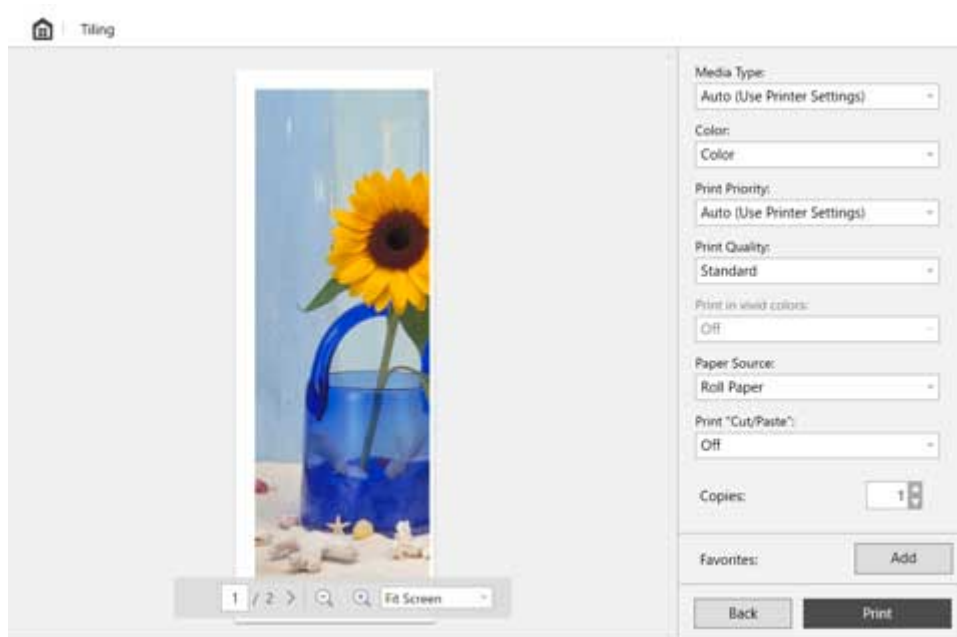 Tiling
Media Type:
Auto (Use Printer Settings)
Color:
Color
Print Priority:
Auto (Use Printer Settings)
Print Quality:
Standard
Print in vivid colors:
Off
Paper Source:
Roll Paper
Print "Cut/Paste":
Off
Copies: 1
Favorites: Add
1 / 2 Fit Screen
Back Print